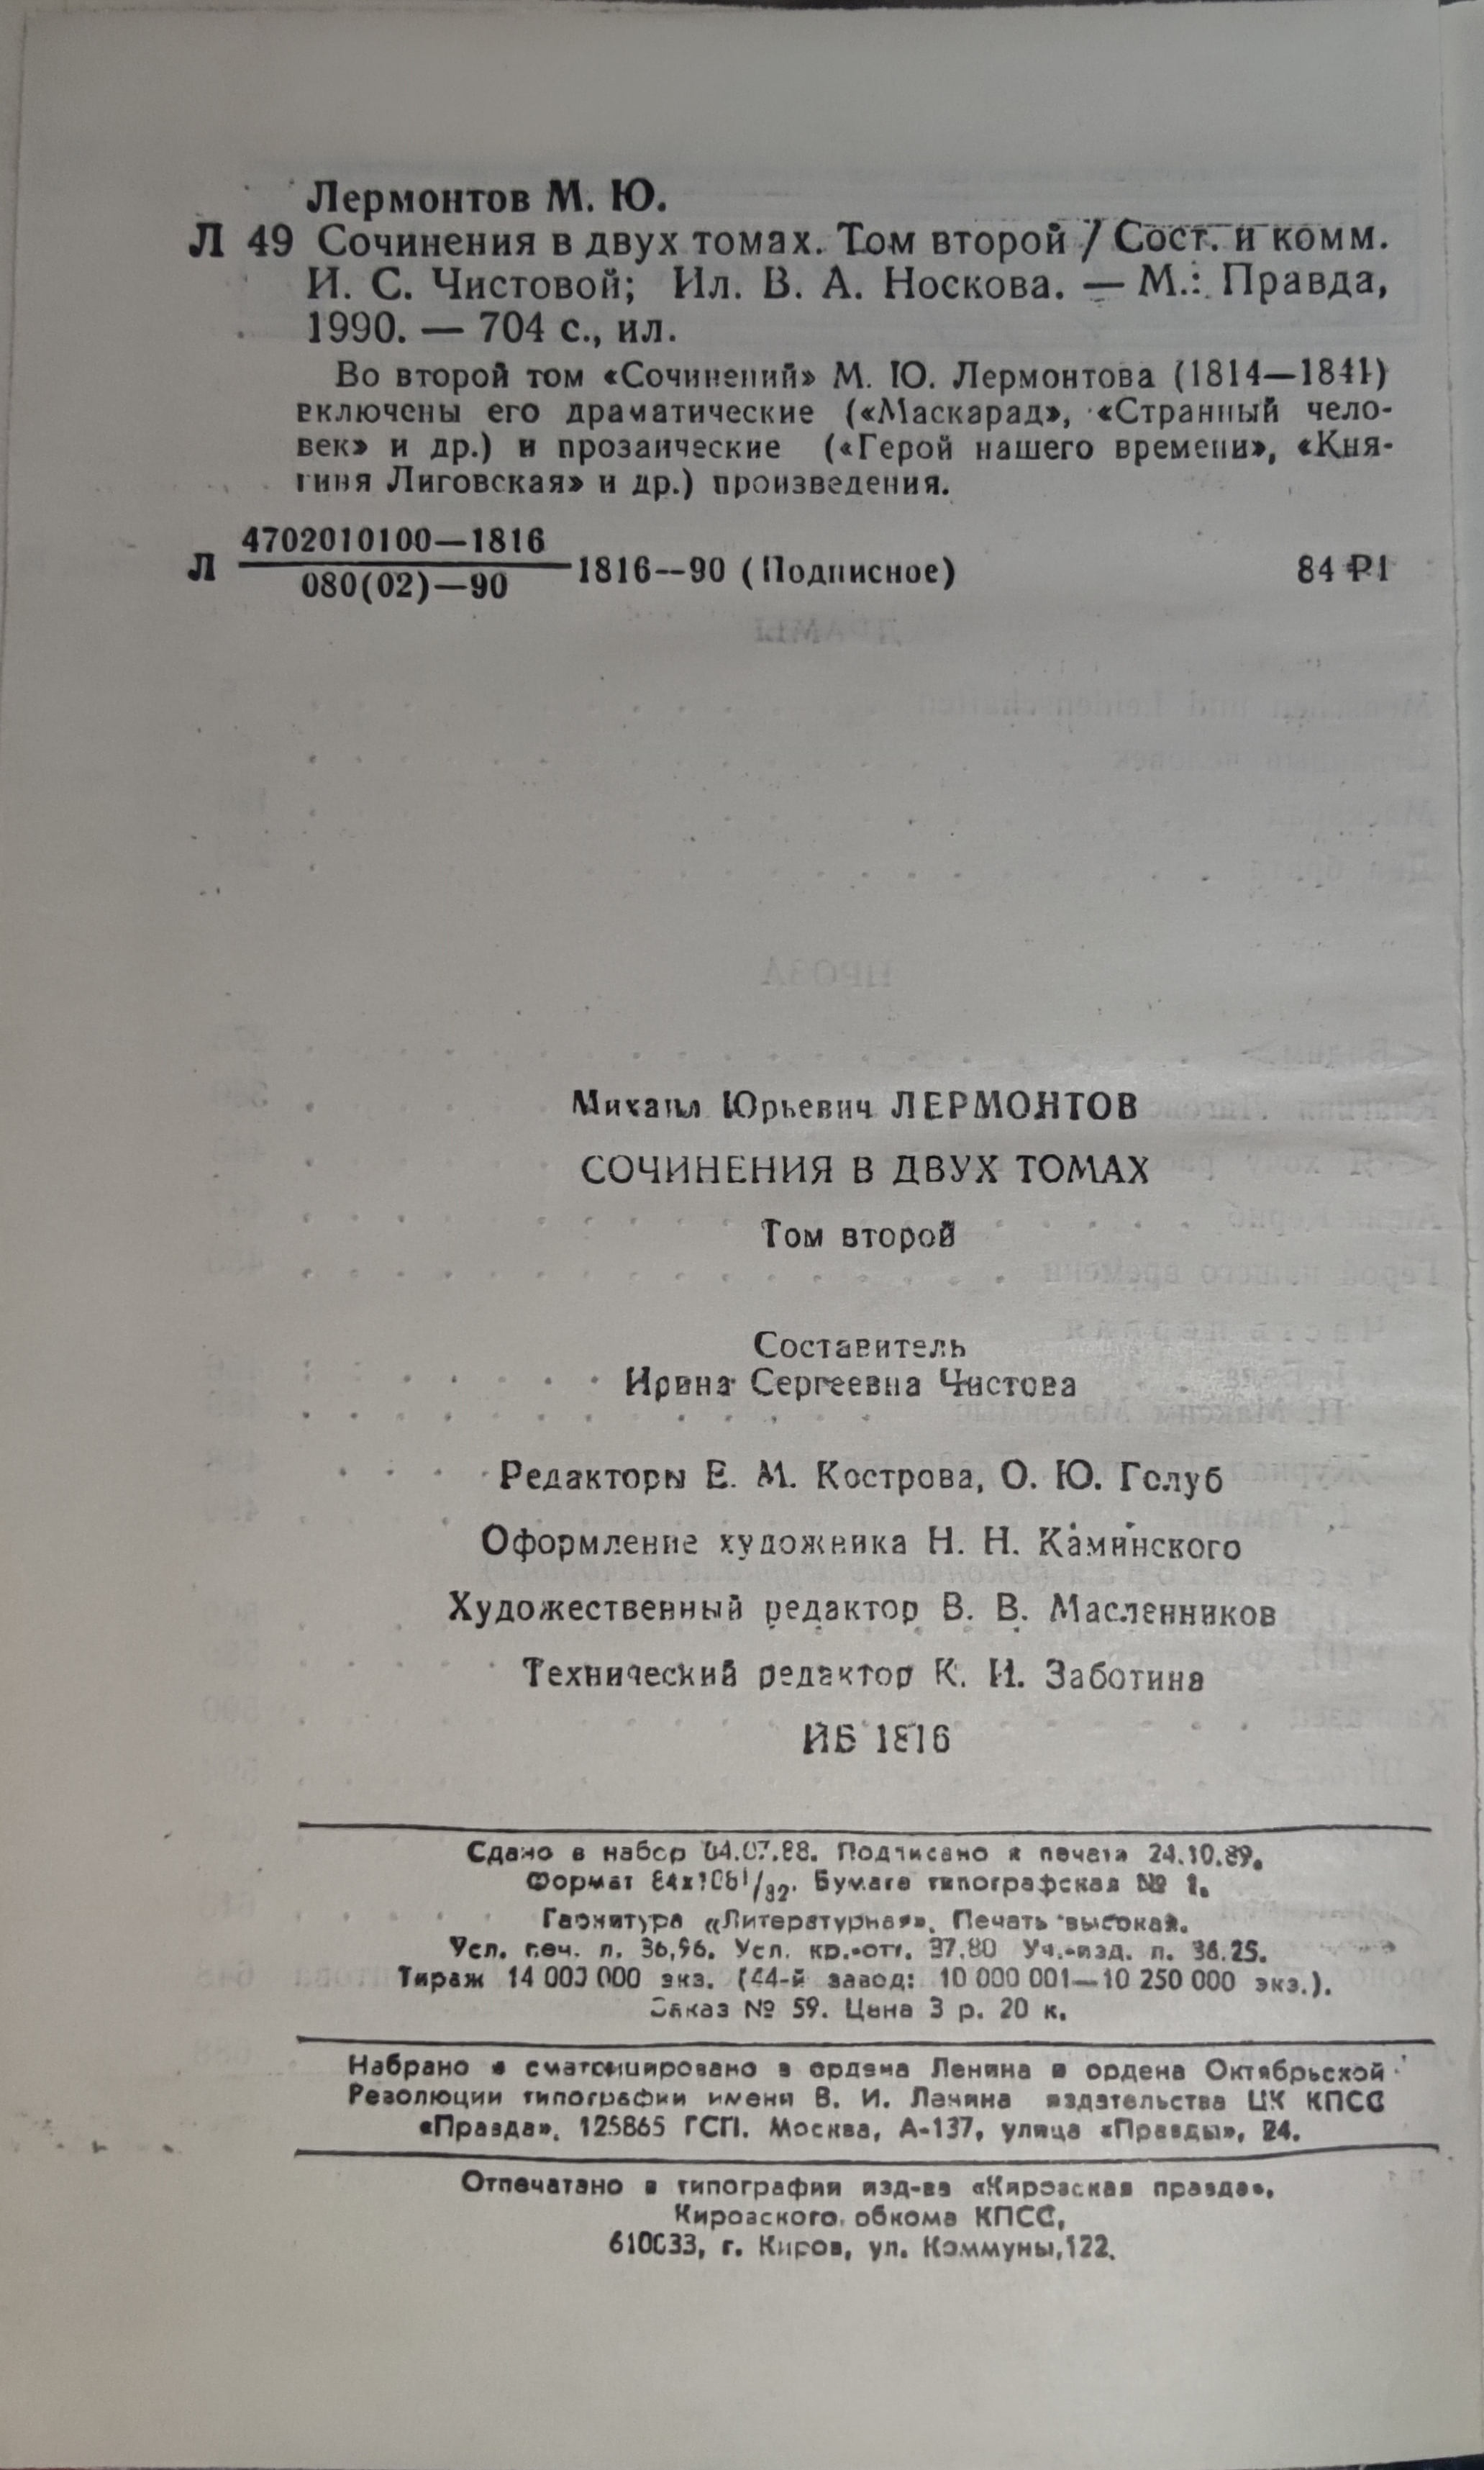 Лермонтов М. Ю.
Л 49 Сочинения в двух томах. Том второй / Сост. и комм.
И. С. Чистовой; Ил. В. А. Носкова. — М.: Правда,
1990. — 704 с., ил.
Во второй том «Сочинений» М. Ю. Лермонтова (1814—1841)
включены его драматические («Маскарад», «Странный чело-
век» и др.) и прозаические («Герой нашего времени», «Кня-
гиня Лиговская» и др.) произведения.
4702010100—1816
Л 080(02)—90 1816—90 (Подписное) 84 Р1
Михаил Юрьевич ЛЕРМОНТОВ
СОЧИНЕНИЯ В ДВУХ ТОМАХ
Том второй
Составитель
Ирина Сергеевна Чистова
Редакторы Е. М. Кострова, О. Ю. Голуб
Оформление художника Н. Н. Каминского
Художественный редактор В. В. Масленников
Технический редактор К. И. Заботина
ИБ 1816
Сдано в набор 04.07.88. Подписано к печати 24.10.89.
Формат 84х108 1/32. Бумага типографская № 1.
Гарнитура «Литературная». Печать высокая.
Усл. печ. л. 36,96. Усл. кр.-отт. 37.80 Уч.-изд. л. 36.25.
Тираж 14 000 000 экз. (44-й завод: 10 000 001—10 250 000 экз.).
Заказ № 59. Цена 3 р. 20 к.
Набрано и сматрицировано в ордена Ленина и ордена Октябрьской
Революции типографии имени В. И. Ленина издательства ЦК КПСС
«Правда», 125865 ГСП. Москва, А-137, улица «Правды», 24.
Отпечатано в типографии изд-ва «Кировская правда»,
Кировского обкома КПСС,
610033, г. Киров, ул. Коммуны,122.